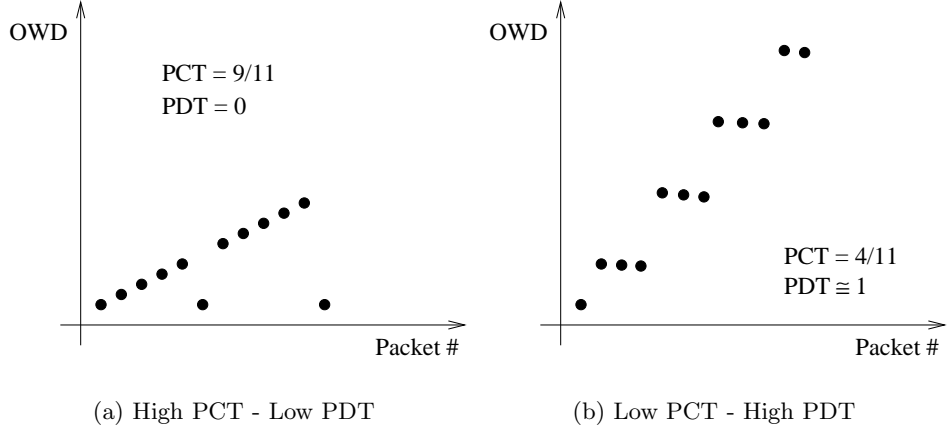 OWD
PCT = 9/11
PDT = 0
Packet #
(a) High PCT - Low PDT
OWD
PCT = 4/11
PDT ≅ 1
Packet #
(b) Low PCT - High PDT